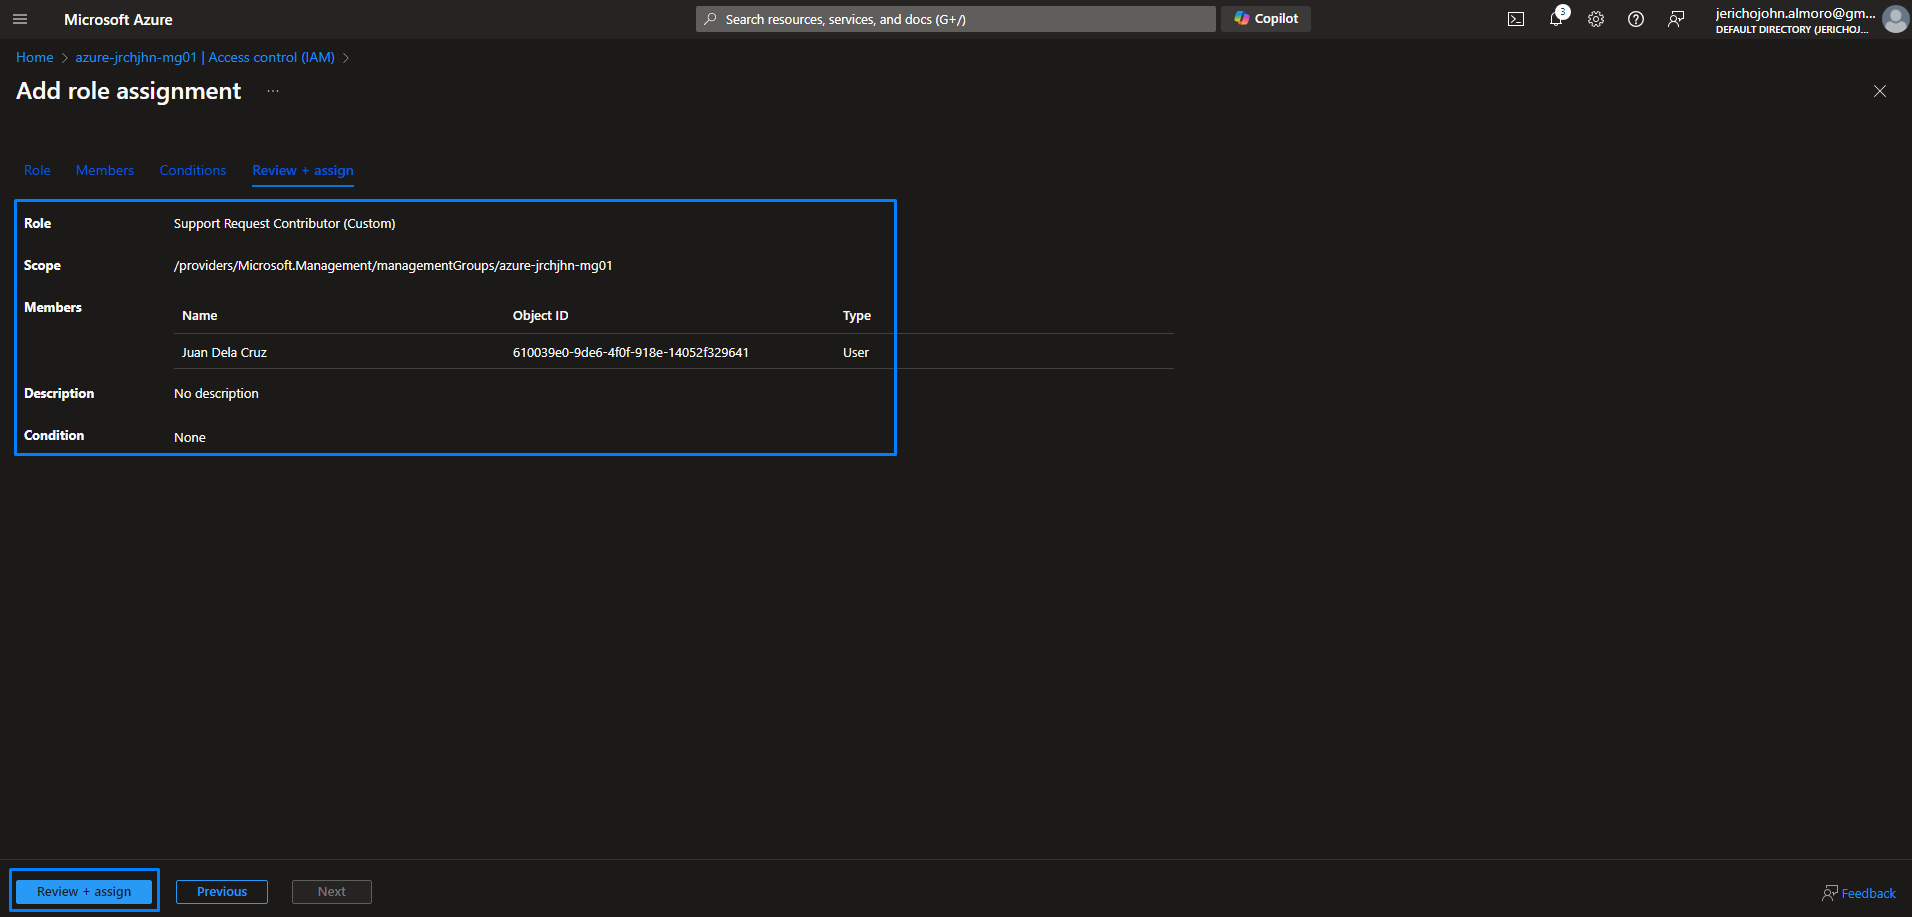 Microsoft Azure
Search resources, services, and docs (G+/)
Copilot
3
jerichojohn.almoro@gm...
DEFAULT DIRECTORY (JERICHOJ...
Home > azure-jrchjhn-mg01 | Access control (IAM) >
Add role assignment ...
Role Members Conditions Review + assign
Role Support Request Contributor (Custom)
Scope /providers/Microsoft.Management/managementGroups/azure-jrchjhn-mg01
Members
Name Object ID Type
Juan Dela Cruz 610039e0-9de6-4f0f-918e-14052f329641 User
Description No description
Condition None
Review + assign Previous Next
Feedback